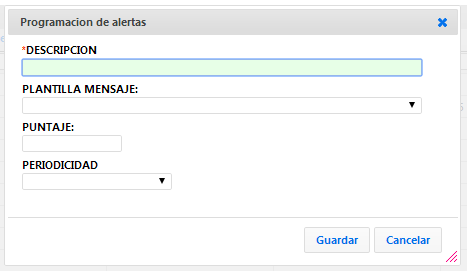 Programacion de alertas
*DESCRIPCION
PLANTILLA MENSAJE:
PUNTAJE:
PERIODICIDAD
Guardar Cancelar